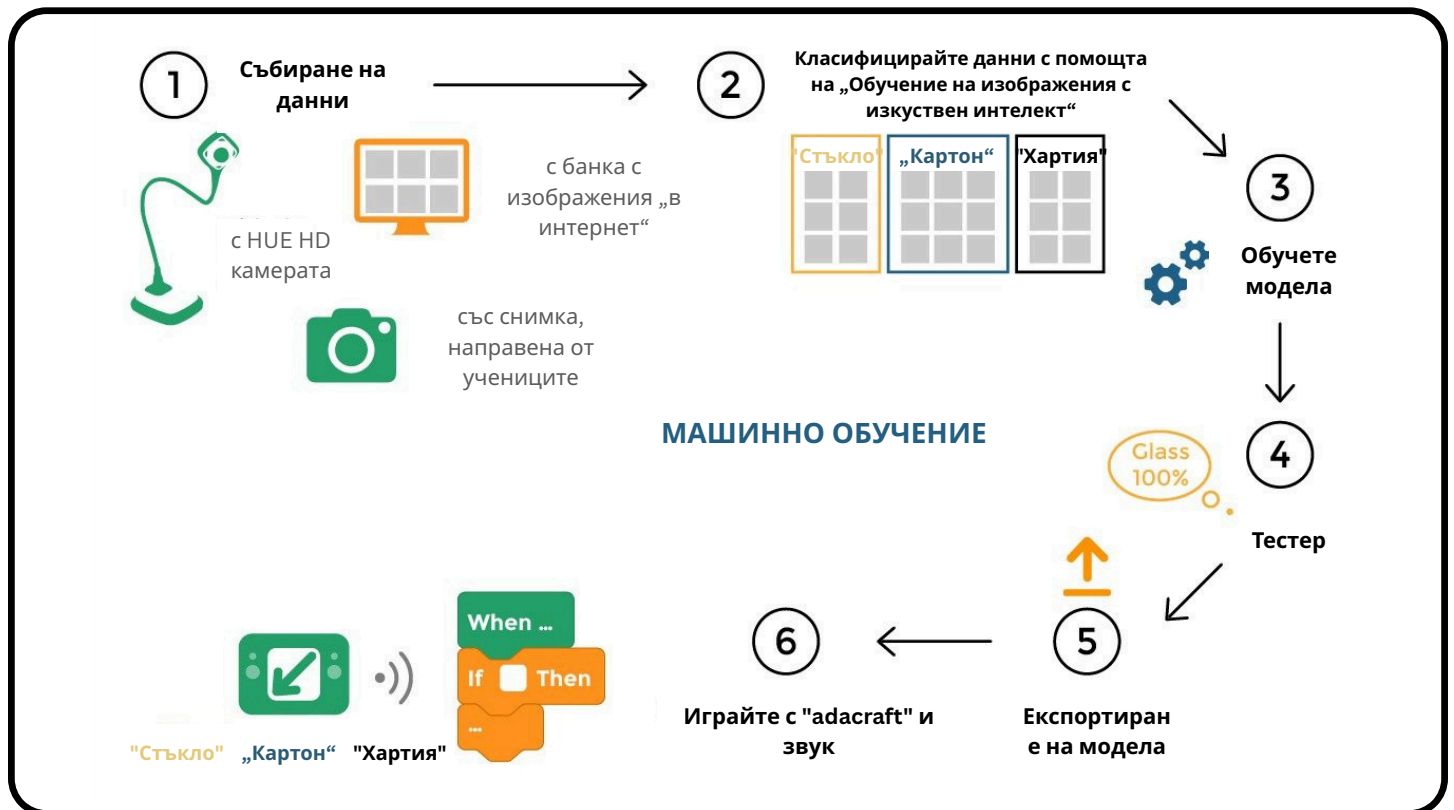 1
Събиране на
данни
2
Класифицирайте данни с помощта
на „Обучение на изображения с
изкуствен интелект“
"Стъкло"
„Картон“
"Хартия"
3
Обучете
модела
с HUE HD
камерата
с банка с
изображения „в
интернет“
със снимка,
направена от
учениците
МАШИННО ОБУЧЕНИЕ
Glass
100%
4
Тестер
5
Експортиран
е на модела
6
Играйте с "adacraft" и
звук
When ...
If Then
...
"Стъкло" „Картон“ "Хартия"